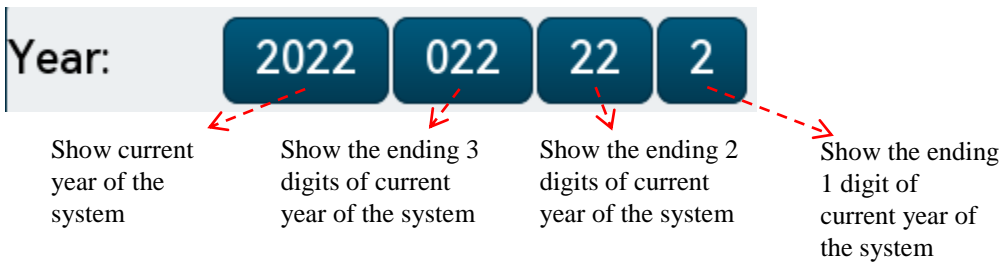 Year: 2022 022 22 2
Show current
year of the
system
Show the ending 3
digits of current
year of the system
Show the ending 2
digits of current
year of the system
Show the ending
1 digit of
current year of
the system